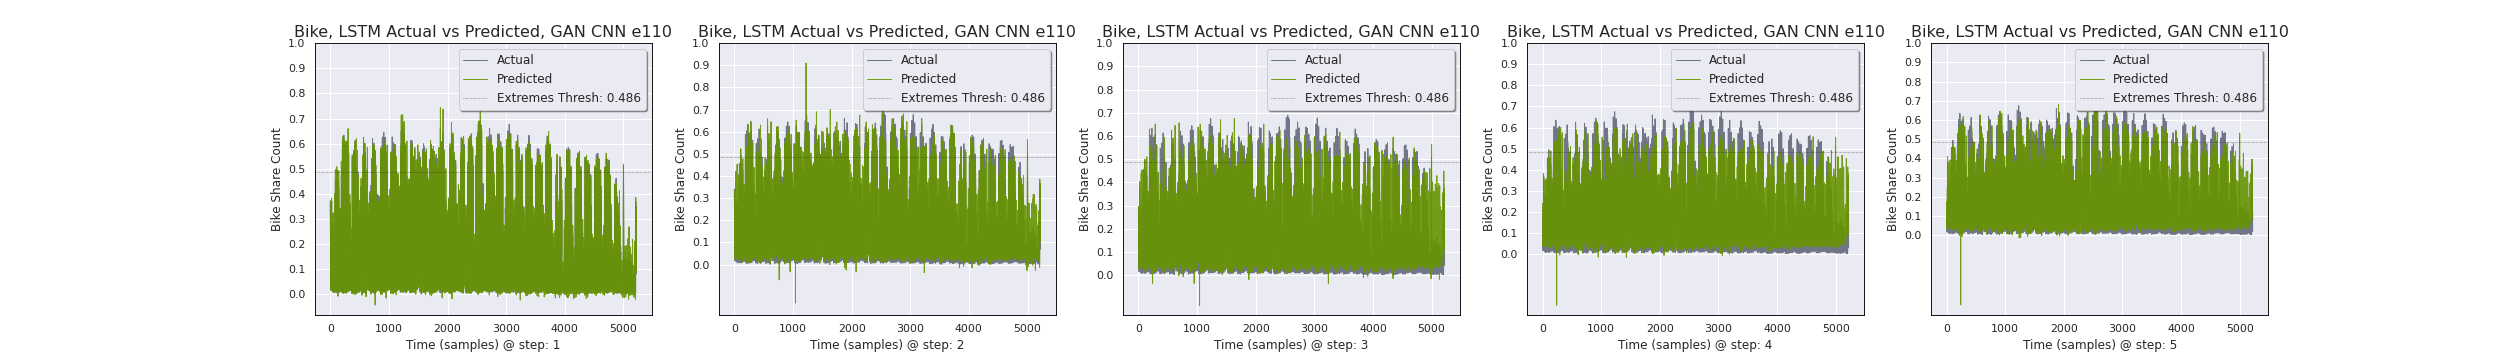 Bike, LSTM Actual vs Predicted, GAN CNN e110
Actual
Predicted
Extremes Thresh: 0.486
Bike Share Count
1.0
0.9
0.8
0.7
0.6
0.5
0.4
0.3
0.2
0.1
0.0
0 1000 2000 3000 4000 5000
Time (samples) @ step: 1
Bike, LSTM Actual vs Predicted, GAN CNN e110
Actual
Predicted
Extremes Thresh: 0.486
Bike Share Count
1.0
0.9
0.8
0.7
0.6
0.5
0.4
0.3
0.2
0.1
0.0
0 1000 2000 3000 4000 5000
Time (samples) @ step: 2
Bike, LSTM Actual vs Predicted, GAN CNN e110
Actual
Predicted
Extremes Thresh: 0.486
Bike Share Count
1.0
0.9
0.8
0.7
0.6
0.5
0.4
0.3
0.2
0.1
0.0
0 1000 2000 3000 4000 5000
Time (samples) @ step: 3
Bike, LSTM Actual vs Predicted, GAN CNN e110
Actual
Predicted
Extremes Thresh: 0.486
Bike Share Count
1.0
0.9
0.8
0.7
0.6
0.5
0.4
0.3
0.2
0.1
0.0
0 1000 2000 3000 4000 5000
Time (samples) @ step: 4
Bike, LSTM Actual vs Predicted, GAN CNN e110
Actual
Predicted
Extremes Thresh: 0.486
Bike Share Count
1.0
0.9
0.8
0.7
0.6
0.5
0.4
0.3
0.2
0.1
0.0
0 1000 2000 3000 4000 5000
Time (samples) @ step: 5